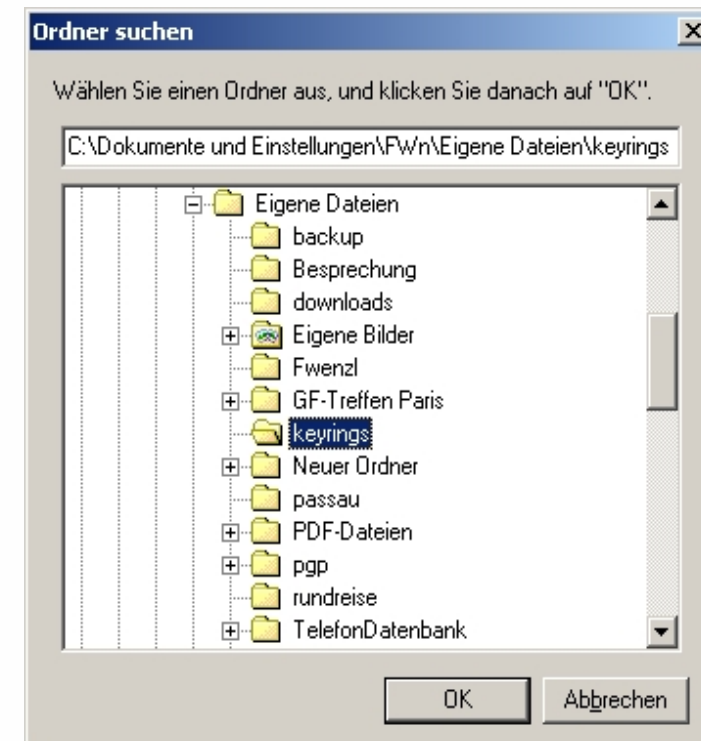 Ordner suchen
Wählen Sie einen Ordner aus, und klicken Sie danach auf "OK".
C:\Dokumente und Einstellungen\FWn\Eigene Dateien\keyrings
Eigene Dateien
backup
Besprechung
downloads
Eigene Bilder
Fwenzl
GF-Treffen Paris
keyrings
Neuer Ordner
passau
PDF-Dateien
pgp
rundreise
TelefonDatenbank
OK Abbrechen